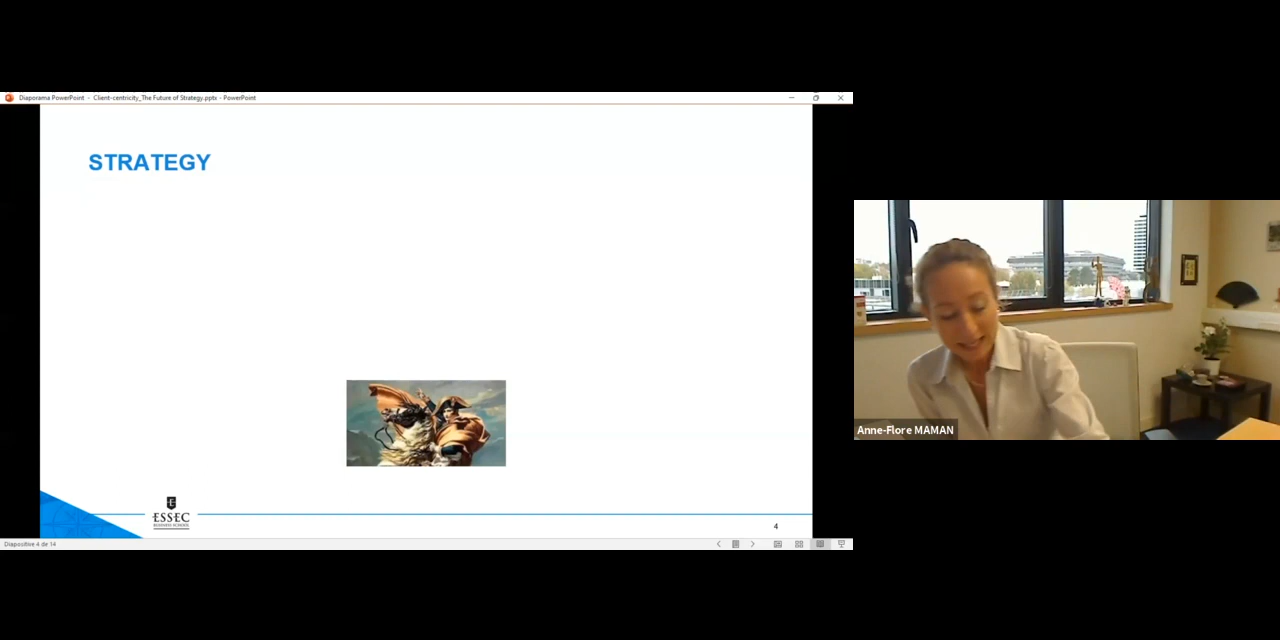 Diaporama PowerPoint - Client-centricity_The Future of Strategy.pptx - PowerPoint
STRATEGY
ESSEC
BUSINESS SCHOOL
4
Diapositive 4 de 14
Anne-Flore MAMAN